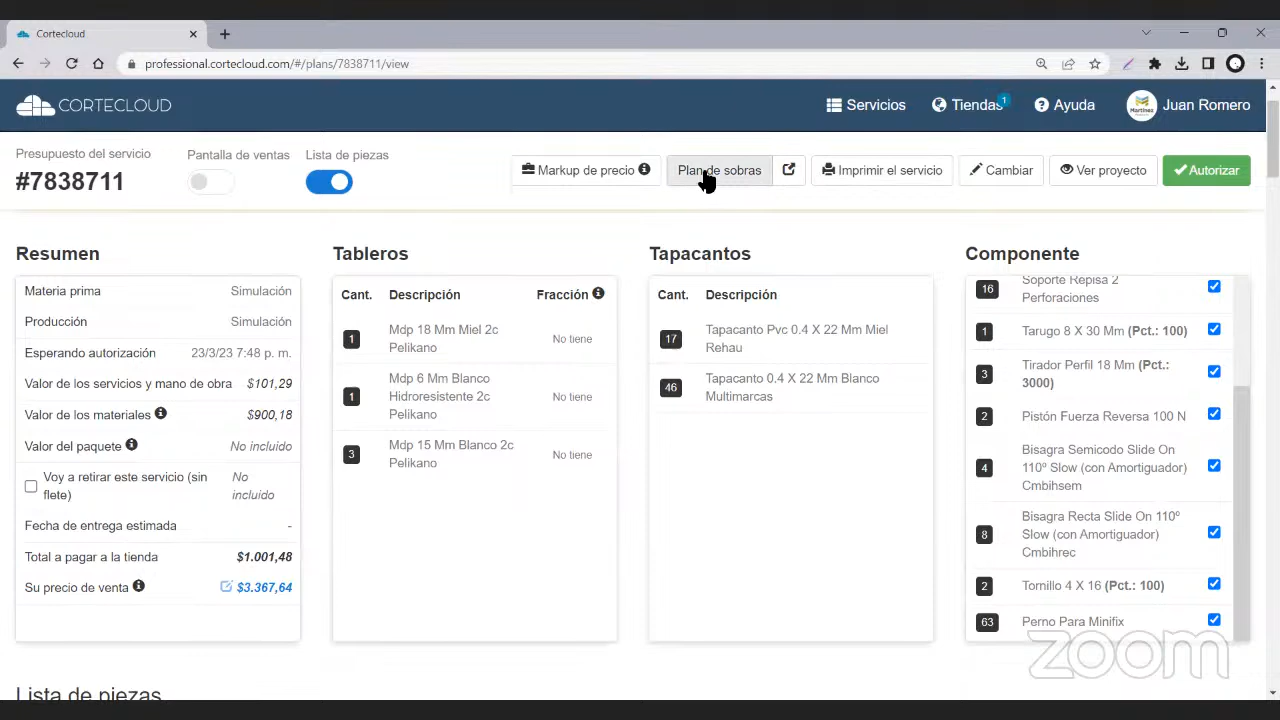 Cortecloud
professional.cortecloud.com/#/plans/7838711/view
CORTECLOUD
Servicios
Tiendas
1
Ayuda
Martínez
Juan Romero
Presupuesto del servicio
#7838711
Pantalla de ventas
Lista de piezas
Markup de precio
Plan de sobras
Imprimir el servicio
Cambiar
Ver proyecto
Autorizar
Resumen
Materia prima Simulación
Producción Simulación
Esperando autorización 23/3/23 7:48 p. m.
Valor de los servicios y mano de obra $101,29
Valor de los materiales $900,18
Valor del paquete No incluido
Voy a retirar este servicio (sin
flete)
No
incluido
Fecha de entrega estimada -
Total a pagar a la tienda $1.001,48
Su precio de venta $3.367,64
Tableros
Cant. Descripción Fracción
1 Mdp 18 Mm Miel 2c
Pelikano
No tiene
1 Mdp 6 Mm Blanco
Hidroresistente 2c
Pelikano
No tiene
3 Mdp 15 Mm Blanco 2c
Pelikano
No tiene
Tapacantos
Cant. Descripción
17 Tapacanto Pvc 0.4 X 22 Mm Miel
Rehau
46 Tapacanto 0.4 X 22 Mm Blanco
Multimarcas
Componente
16 Soporte Repisa 2
Perforaciones
1 Tarugo 8 X 30 Mm (Pct.: 100)
3 Tirador Perfil 18 Mm (Pct.:
3000)
2 Pistón Fuerza Reversa 100 N
4 Bisagra Semicodo Slide On
110º Slow (con Amortiguador)
Cmbihsem
8 Bisagra Recta Slide On 110º
Slow (con Amortiguador)
Cmbihrec
2 Tornillo 4 X 16 (Pct.: 100)
63 Perno Para Minifix
Lista de piezas
zoom